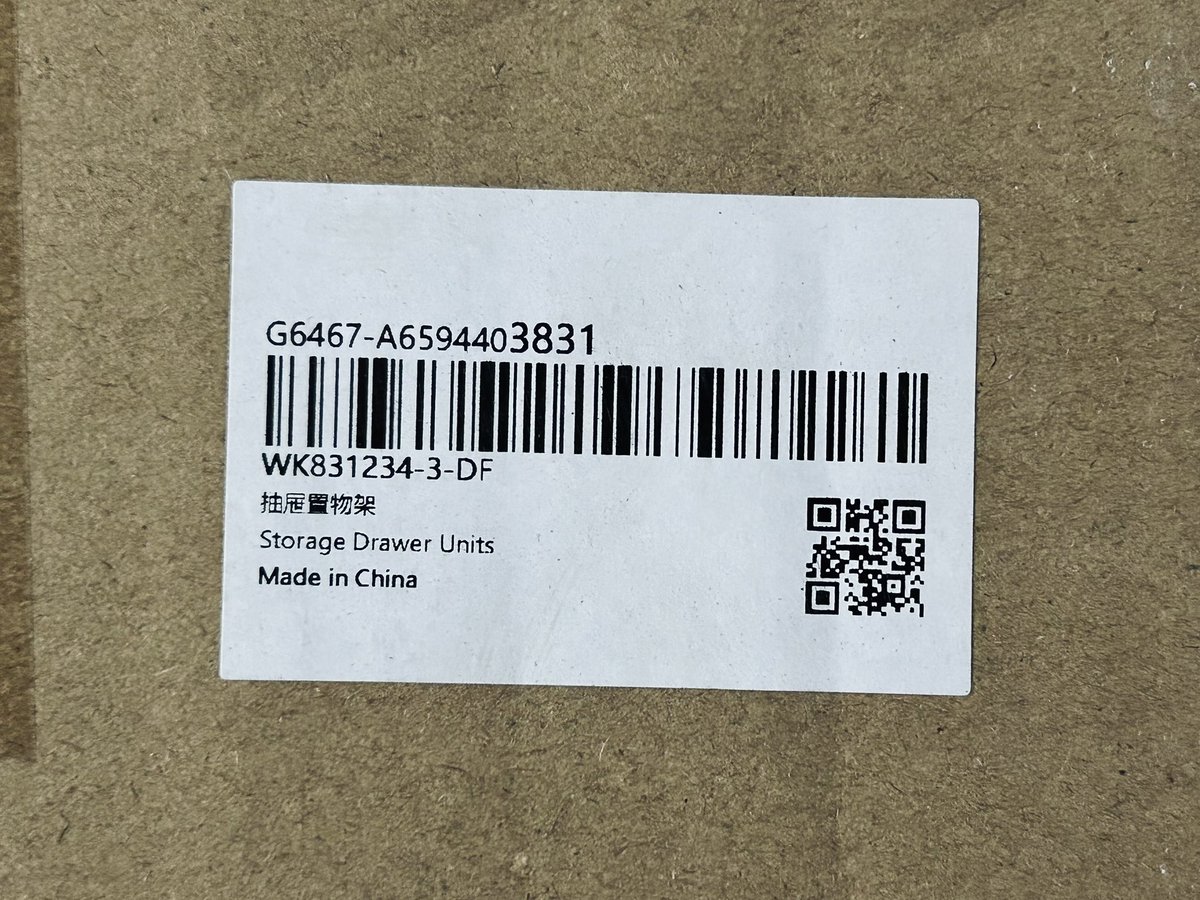 G6467-A6594403831
WK831234-3-DF
抽屉置物架
Storage Drawer Units
Made in China